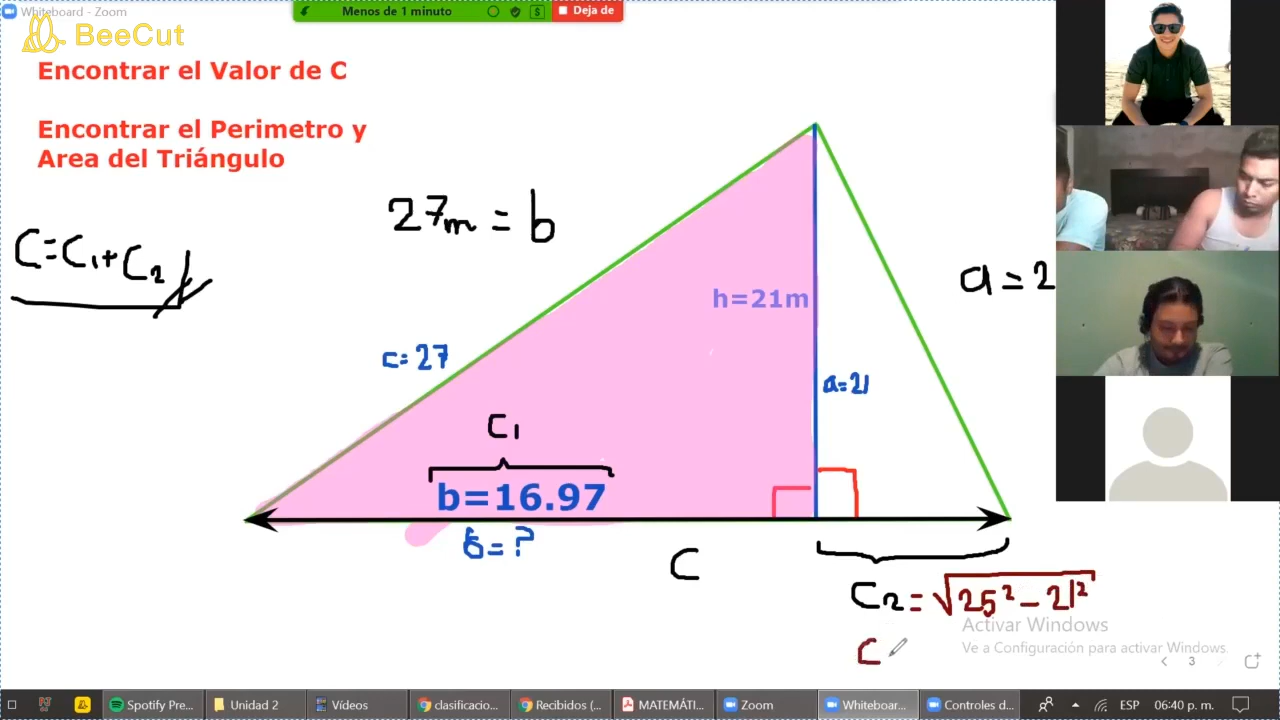 Whiteboard - Zoom
BeeCut
Menos de 1 minuto
Deja de
Encontrar el Valor de C
Encontrar el Perimetro y
Area del Triángulo
27m = b
C=C1+C2
h=21m
a=2
c=27
a=21
C1
b=16.97
b=?
C
C2=√25²-21²
C
Activar Windows
Ve a Configuración para activar Windows.
3
Spotify Pre...
Unidad 2
Vídeos
clasificacio...
Recibidos (...
MATEMÁTI...
Zoom
Whiteboar...
Controles d...
ESP
06:40 p. m.